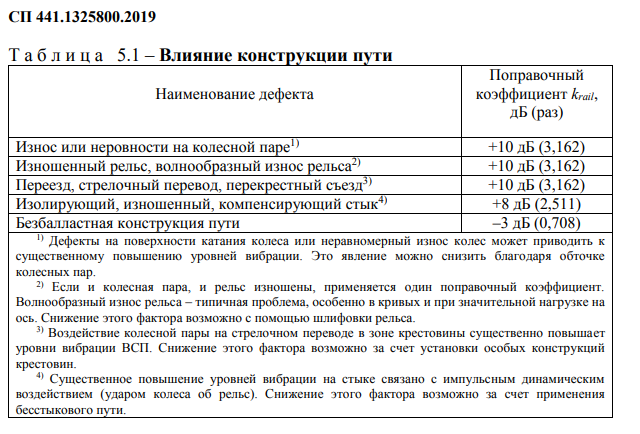 СП 441.1325800.2019
Т а б л и ц а 5.1 – Влияние конструкции пути
Наименование дефекта
Поправочный
коэффициент krail,
дБ (раз)
Износ или неровности на колесной паре1)
+10 дБ (3,162)
Изношенный рельс, волнообразный износ рельса2)
+10 дБ (3,162)
Переезд, стрелочный перевод, перекрестный съезд3)
+10 дБ (3,162)
Изолирующий, изношенный, компенсирующий стык4)
+8 дБ (2,511)
Безбалластная конструкция пути
–3 дБ (0,708)
1) Дефекты на поверхности катания колеса или неравномерный износ колес может приводить к
существенному повышению уровней вибрации. Это явление можно снизить благодаря обточке
колесных пар.
2) Если и колесная пара, и рельс изношены, применяется один поправочный коэффициент.
Волнообразный износ рельса – типичная проблема, особенно в кривых и при значительной нагрузке на
ось. Снижение этого фактора возможно с помощью шлифовки рельса.
3) Воздействие колесной пары на стрелочном переводе в зоне крестовины существенно повышает
уровни вибрации ВСП. Снижение этого фактора возможно за счет установки особых конструкций
крестовин.
4) Существенное повышение уровней вибрации на стыке связано с импульсным динамическим
воздействием (ударом колеса об рельс). Снижение этого фактора возможно за счет применения
бесстыкового пути.